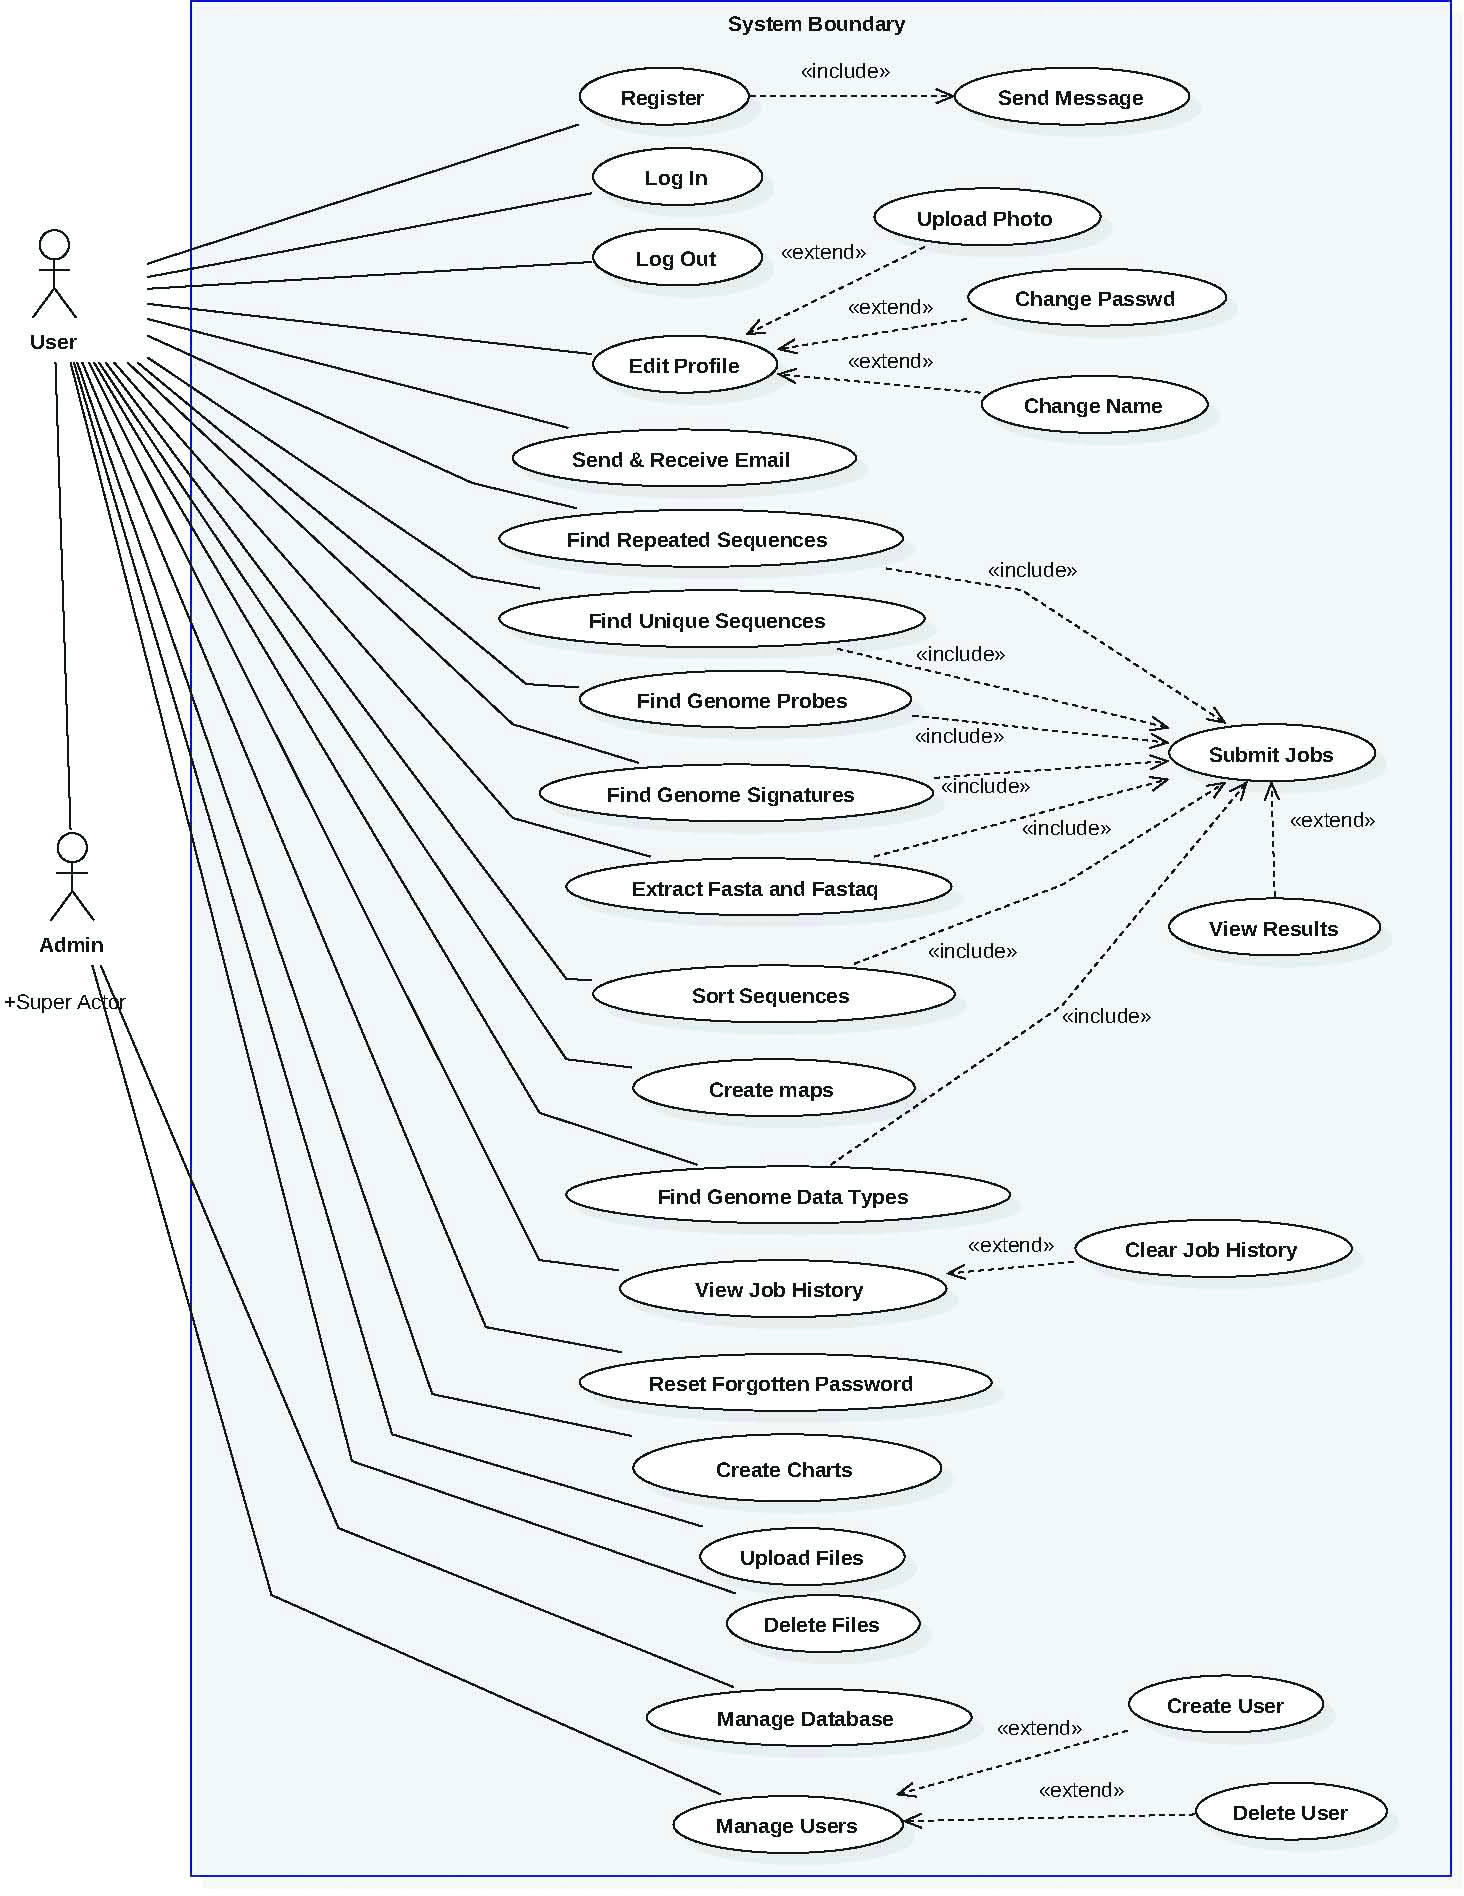 System Boundary
Register
«include»
Send Message
Log In
Upload Photo
Log Out
«extend»
Change Passwd
«extend»
User
Edit Profile
«extend»
Change Name
Send & Receive Email
Find Repeated Sequences
«include»
Find Unique Sequences
«include»
Find Genome Probes
«include»
Submit Jobs
Find Genome Signatures
«include»
«include»
«extend»
Extract Fasta and Fastaq
View Results
Admin
«include»
Sort Sequences
+Super Actor
«include»
Create maps
Find Genome Data Types
«extend»
Clear Job History
View Job History
Reset Forgotten Password
Create Charts
Upload Files
Delete Files
Manage Database
Create User
«extend»
«extend»
Delete User
Manage Users